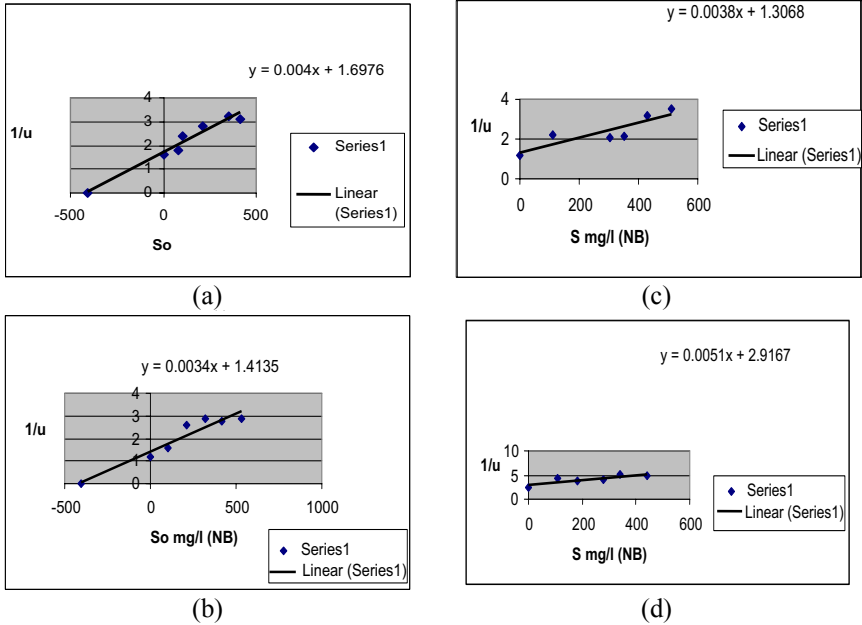 y = 0.004x + 1.6976
4
3
2
1
0
1/u
-500
0
500
So
Series1
Linear
(Series1)
(a)
y = 0.0034x + 1.4135
4
3
2
1
0
1/u
-500
0
500
1000
So mg/l (NB)
Series1
Linear (Series1)
(b)
y = 0.0038x + 1.3068
4
2
0
1/u
0
200
400
600
S mg/l (NB)
Series1
Linear (Series1)
(c)
y = 0.0051x + 2.9167
10
5
0
1/u
0
200
400
600
S mg/l (NB)
Series1
Linear (Series1)
(d)